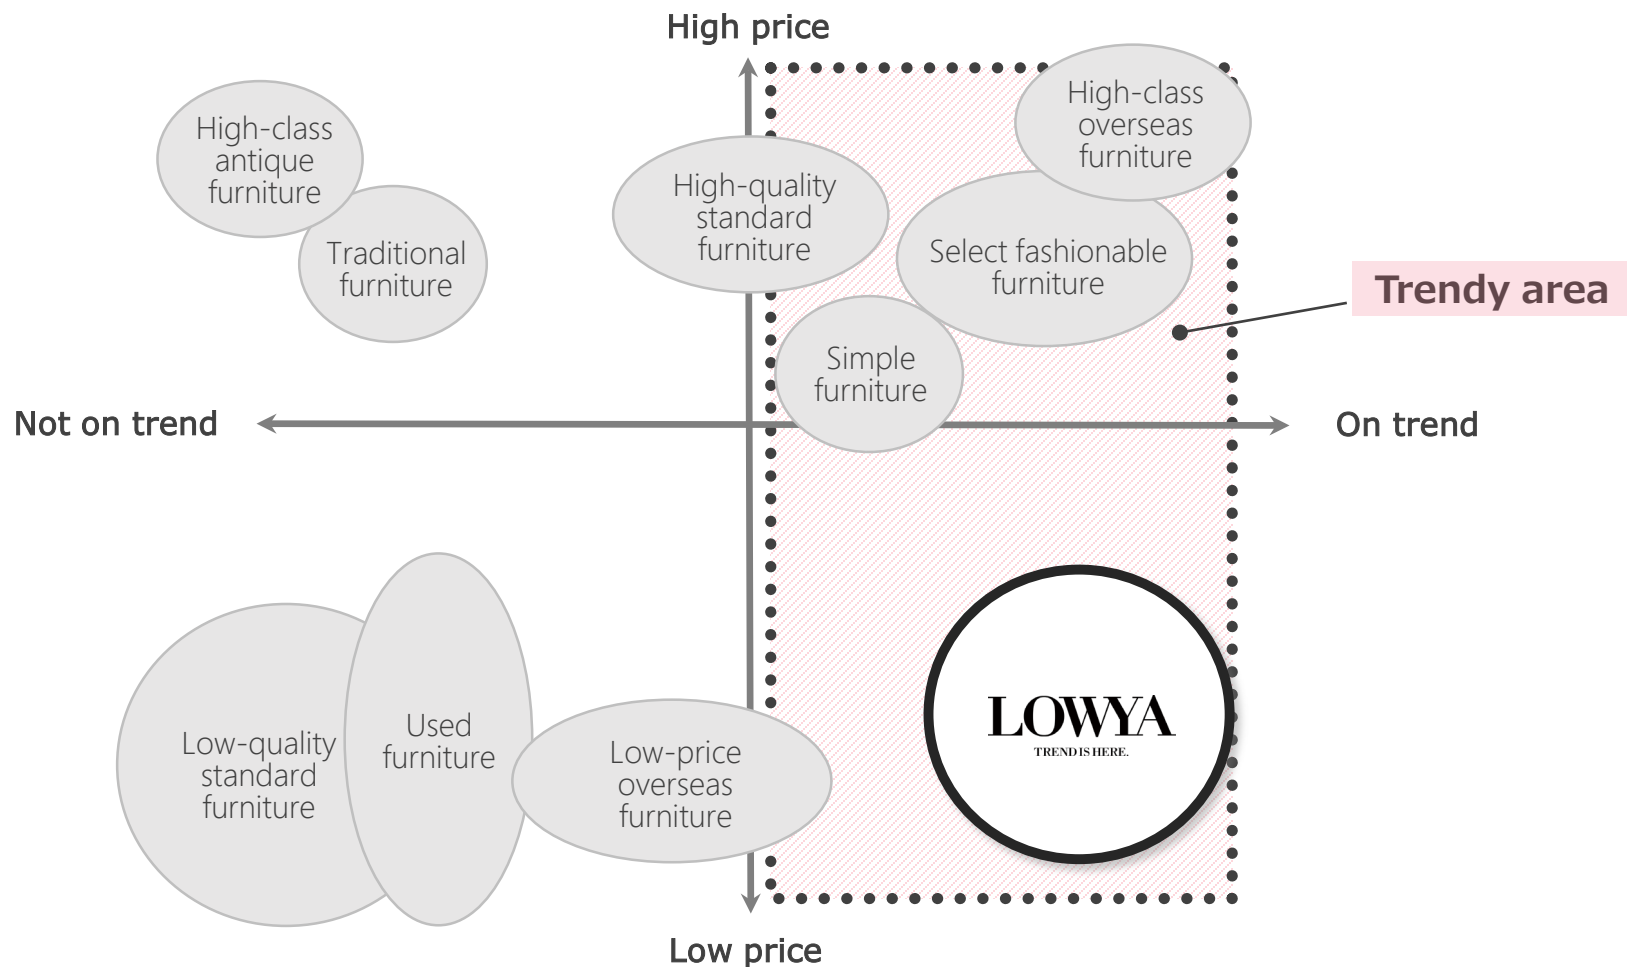 High price
High-class
antique
furniture
Traditional
furniture
High-quality
standard
furniture
High-class
overseas
furniture
Select fashionable
furniture
Simple
furniture
Trendy area
Not on trend
On trend
Low-quality
standard
furniture
Used
furniture
Low-price
overseas
furniture
LOWYA
TREND IS HERE.
Low price